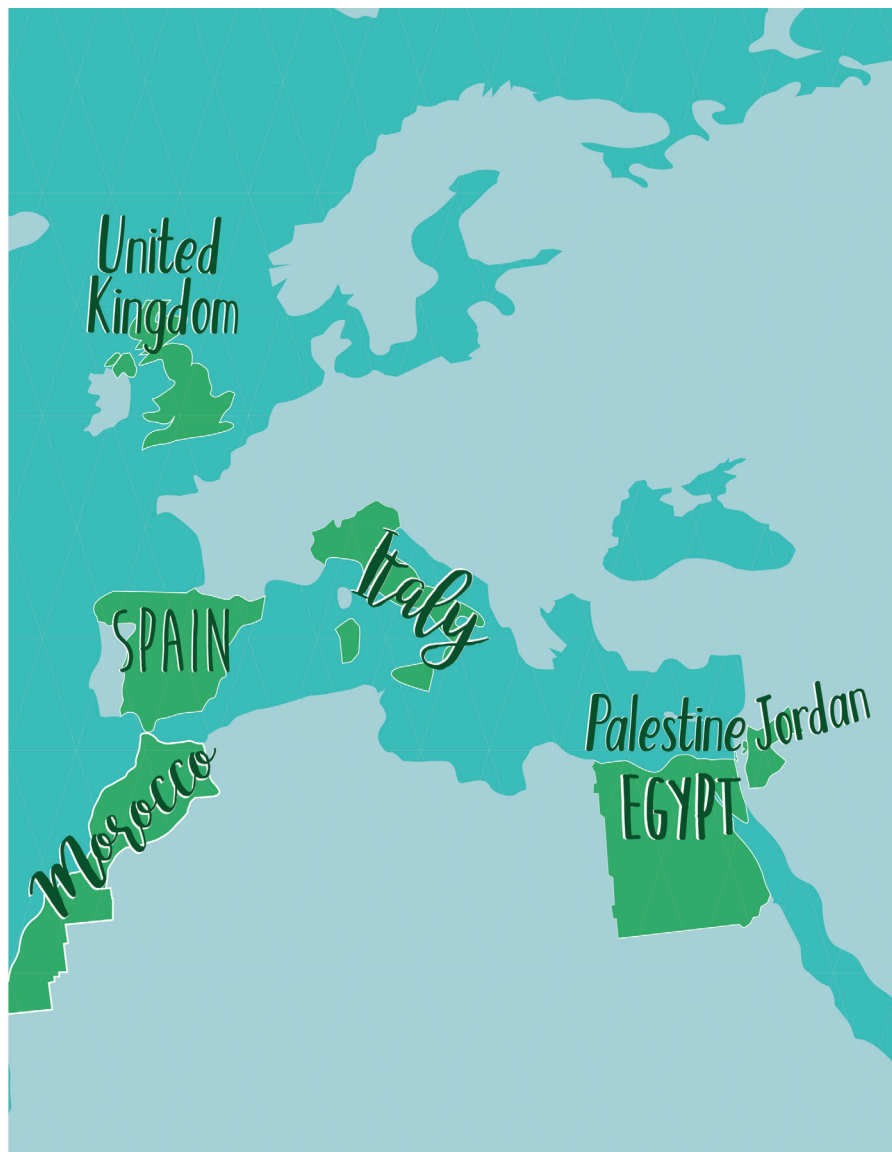 United
Kingdom
Italy
SPAIN
Palestine, Jordan
Morocco
EGYPT